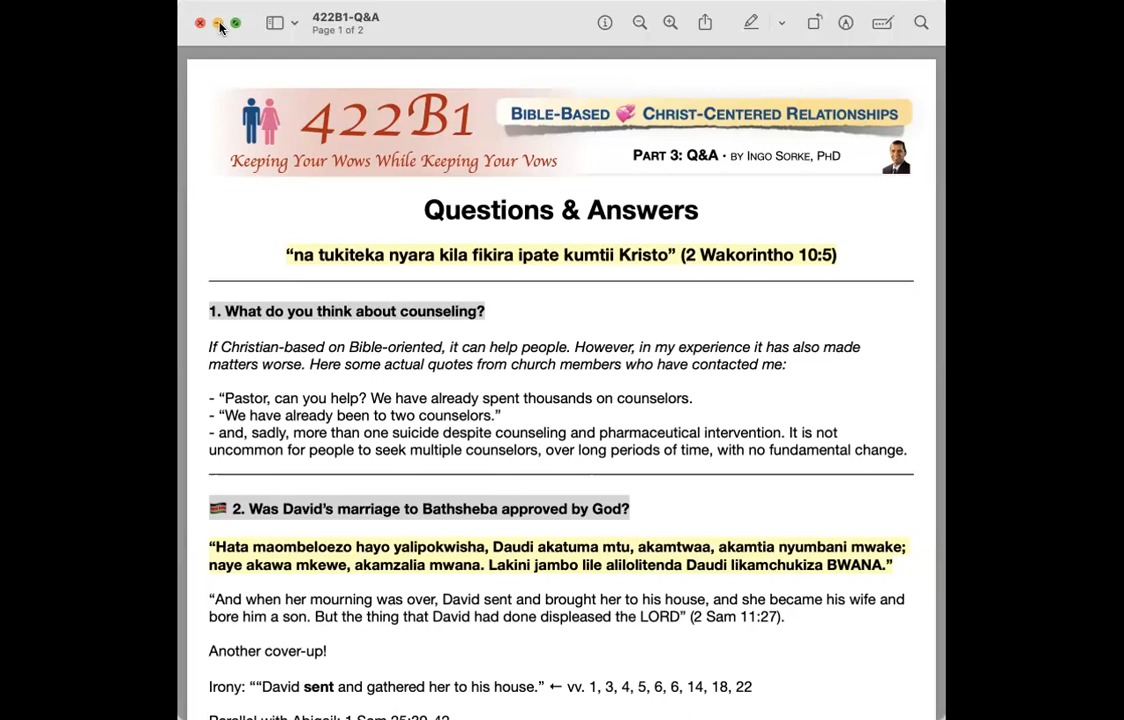 422B1-Q&A
Page 1 of 2
422B1
BIBLE-BASED 💞 CHRIST-CENTERED RELATIONSHIPS
Keeping Your Wows While Keeping Your Vows
PART 3: Q&A · BY INGO SORKE, PHD
Questions & Answers
“na tukiteka nyara kila fikira ipate kumtii Kristo” (2 Wakorintho 10:5)
1. What do you think about counseling?
If Christian-based on Bible-oriented, it can help people. However, in my experience it has also made
matters worse. Here some actual quotes from church members who have contacted me:
- “Pastor, can you help? We have already spent thousands on counselors.
- “We have already been to two counselors.”
- and, sadly, more than one suicide despite counseling and pharmaceutical intervention. It is not
uncommon for people to seek multiple counselors, over long periods of time, with no fundamental change.
🇰🇪 2. Was David’s marriage to Bathsheba approved by God?
“Hata maombeloezo hayo yalipokwisha, Daudi akatuma mtu, akamtwaa, akamtia nyumbani mwake;
naye akawa mkewe, akamzalia mwana. Lakini jambo lile alilolitenda Daudi likamchukiza BWANA.”
“And when her mourning was over, David sent and brought her to his house, and she became his wife and
bore him a son. But the thing that David had done displeased the LORD” (2 Sam 11:27).
Another cover-up!
Irony: ““David sent and gathered her to his house.” ← vv. 1, 3, 4, 5, 6, 6, 14, 18, 22
Parallel with Abigail: 1 Sam 25:39-42